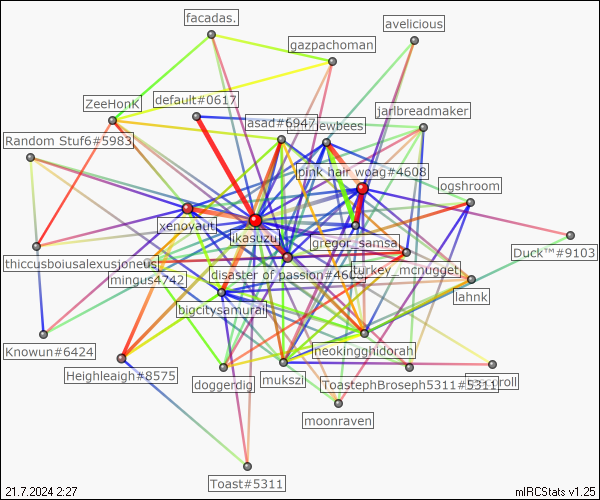 facadas.
avelicious
gazpachoman
ZeeHonK
default#0617
jarlbreadmaker
asad#6947
ewbees
Random Stuf6#5983
pink hair woag#4608
ogshroom
xenoyaut
ikasuzu
gregor_samsa
Duck™#9103
thiccusboiusalexusjoneus
mingus4742
disaster of passion#46
turkey_mcnugget
lahnk
bigcitysamurai
Knowun#6424
neokingghidorah
Heighleaigh#8575
doggerdig
mukszi
ToastephBroseph5311#5311
roll
moonraven
Toast#5311
21.7.2024 2:27
mIRCStats v1.25